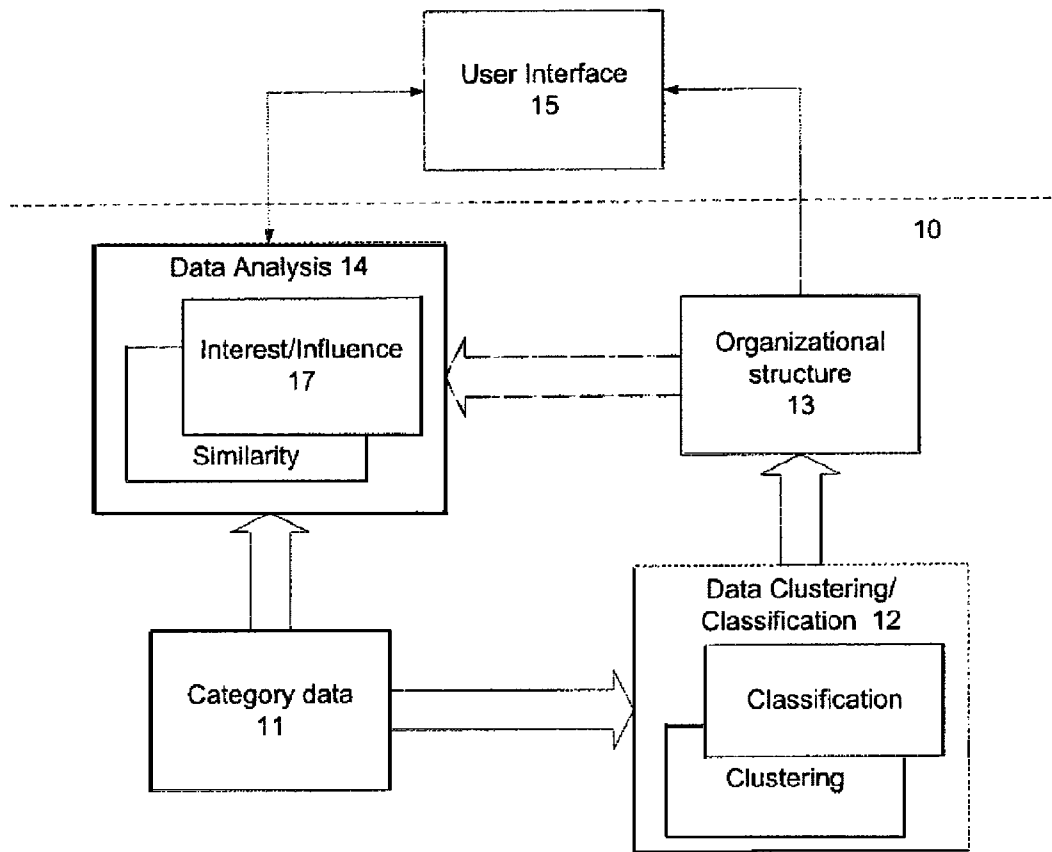 User Interface
15
10
Data Analysis 14
Interest/Influence
17
Similarity
Organizational
structure
13
Data Clustering/
Classification 12
Classification
Clustering
Category data
11